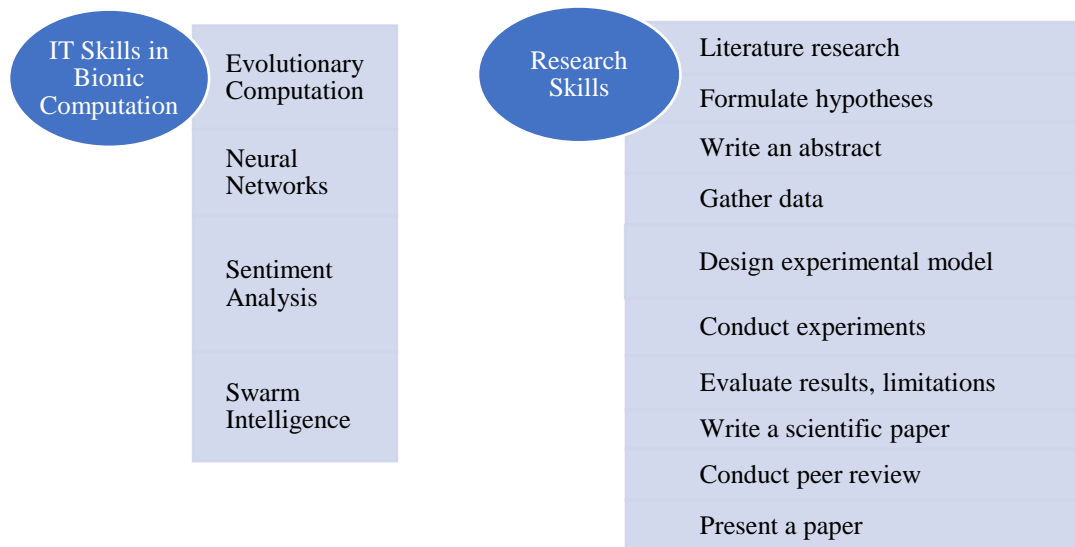 IT Skills in
Bionic
Computation
Evolutionary
Computation
Neural
Networks
Sentiment
Analysis
Swarm
Intelligence
Research
Skills
Literature research
Formulate hypotheses
Write an abstract
Gather data
Design experimental model
Conduct experiments
Evaluate results, limitations
Write a scientific paper
Conduct peer review
Present a paper